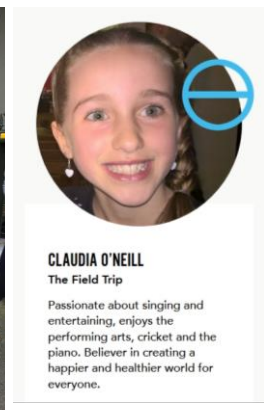 CLAUDIA O'NEILL
The Field Trip
Passionate about singing and
entertaining, enjoys the
performing arts, cricket and the
piano. Believer in creating a
happier and healthier world for
everyone.